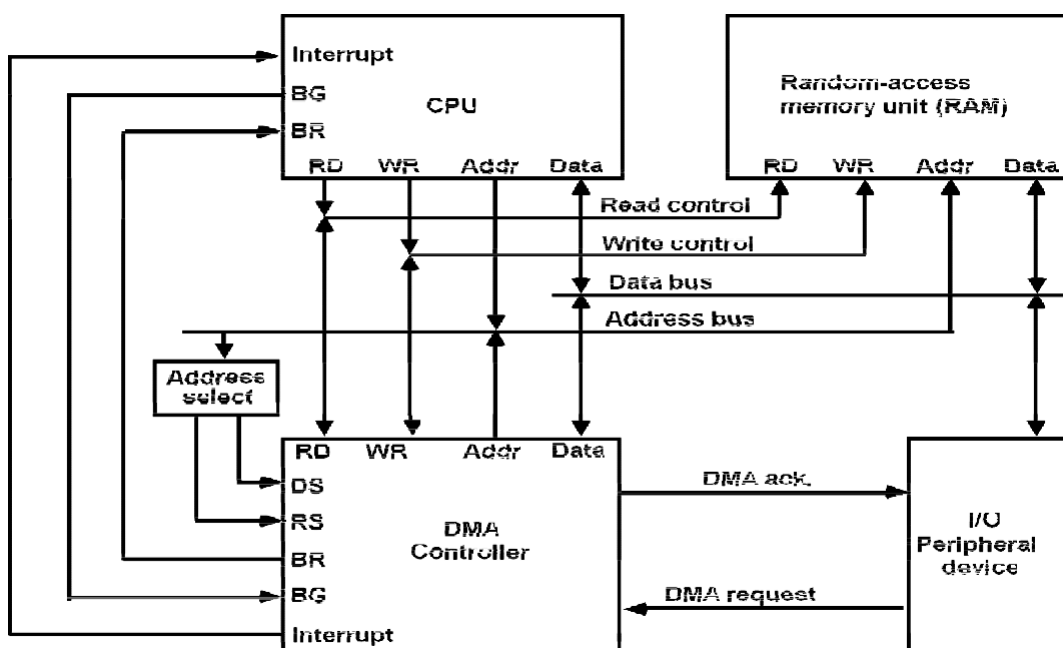 Interrupt
BG
CPU
BR
RD WR Addr Data
Random-access
memory unit (RAM)
RD WR Addr Data
Read control
Write control
Data bus
Address bus
Address
select
RD WR Addr Data
DS
RS
BR
BG
Interrupt
DMA
Controller
DMA ack.
DMA request
I/O
Peripheral
device